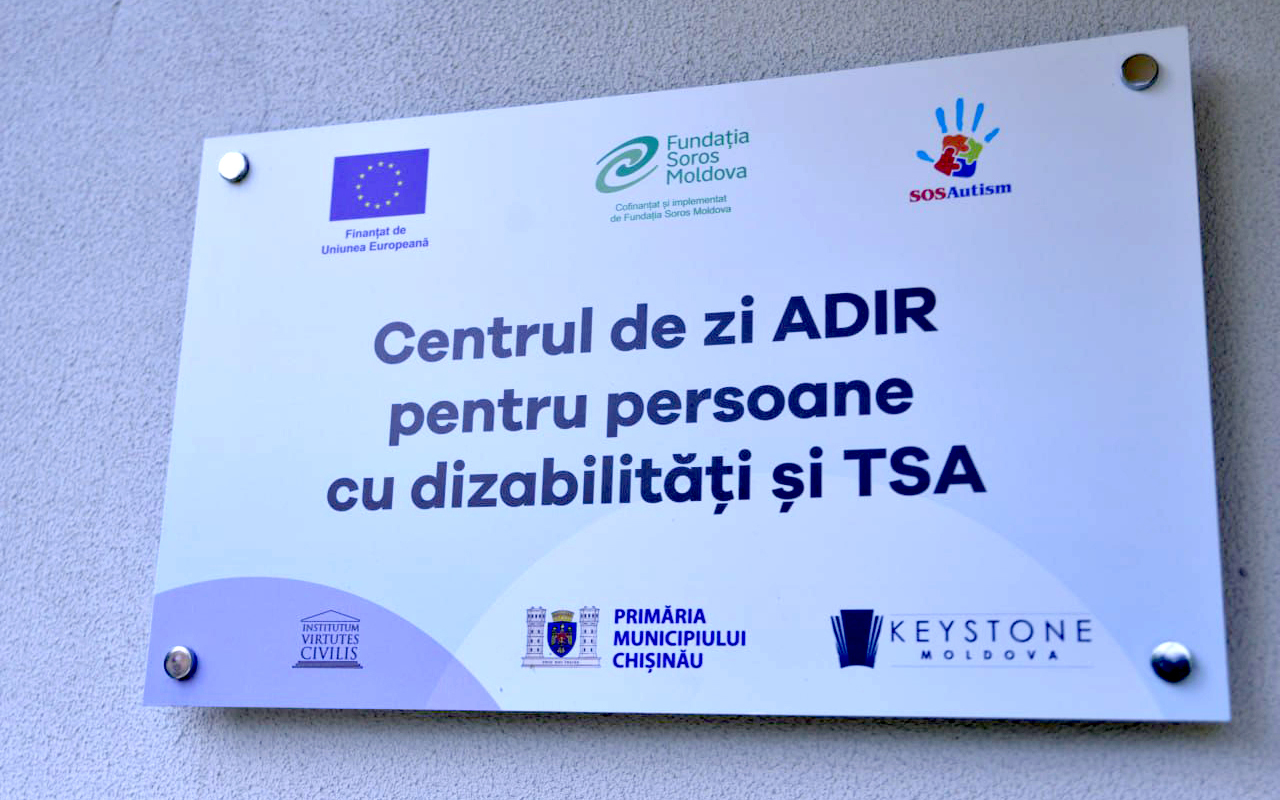 Finanțat de
Uniunea Europeană
Fundația
Soros
Moldova
Cofinanțat și implementat
de Fundația Soros Moldova
SOSAutism
Centrul de zi ADIR
pentru persoane
cu dizabilități și TSA
INSTITUTUM
VIRTUTES
CIVILIS
PRIMĂRIA
MUNICIPIULUI
CHIȘINĂU
KEYSTONE
MOLDOVA